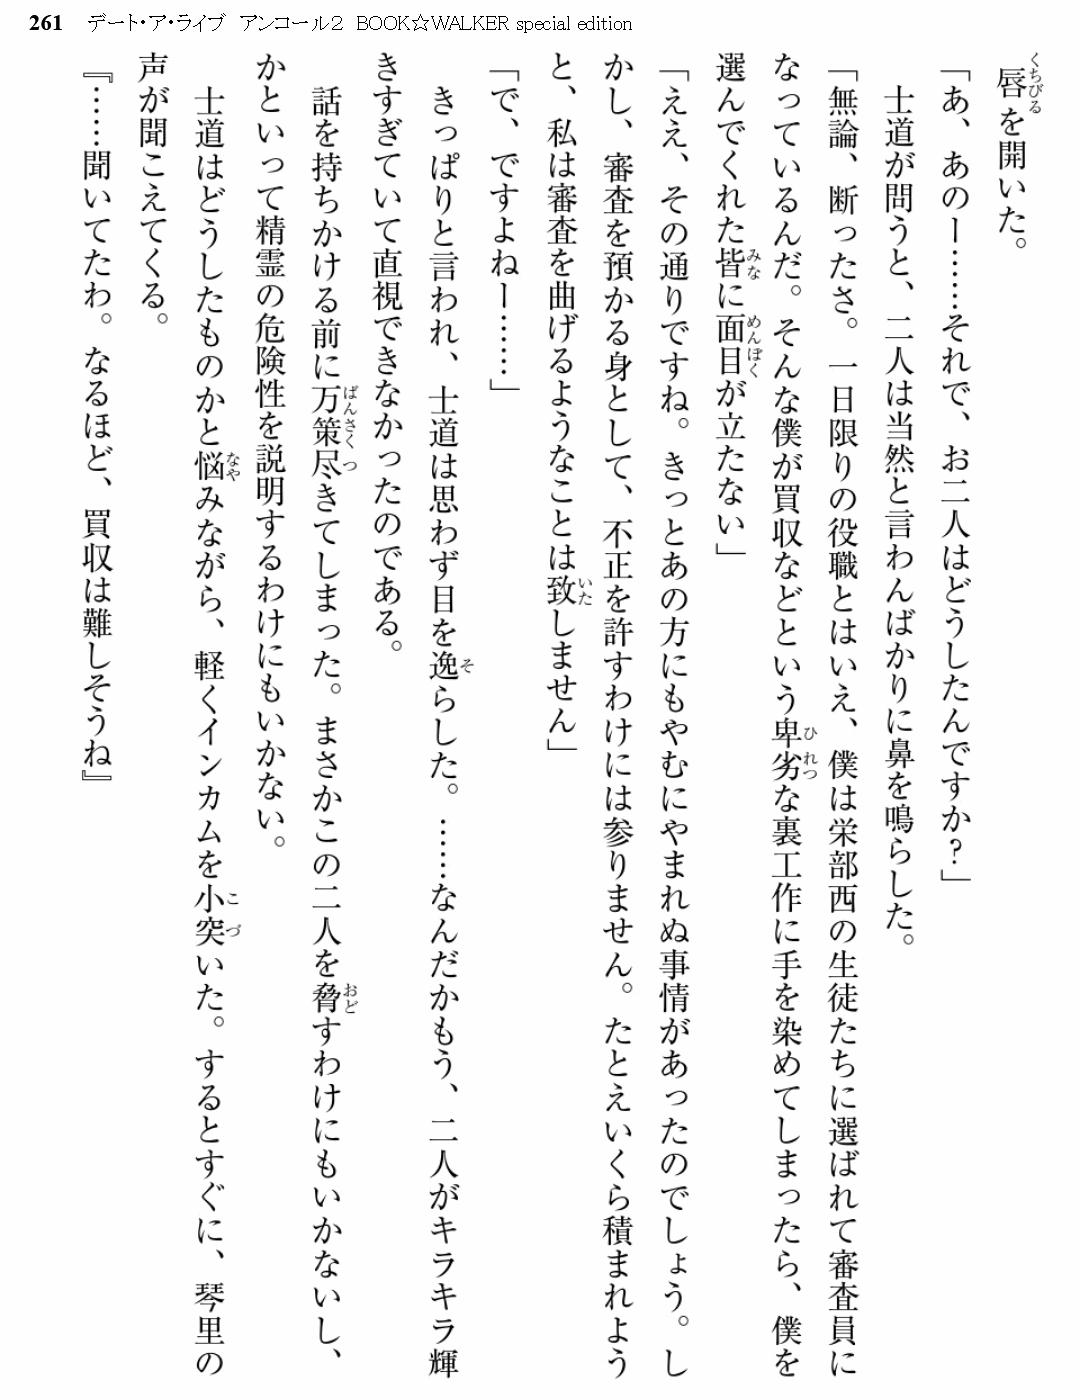 261 デート・ア・ライブ アンコール2 BOOK☆WALKER special edition
唇を開いた。
「あ、あのー……それで、お二人はどうしたんですか？」
士道が問うと、二人は当然と言わんばかりに鼻を鳴らした。
「無論、断ったさ。一日限りの役職とはいえ、僕は栄部西の生徒たちに選ばれて審査員に
なっているんだ。そんな僕が買収などという卑劣な裏工作に手を染めてしまったら、僕を
選んでくれた皆に面目が立たない」
「ええ、その通りですね。きっとあの方にもやむにやまれぬ事情があったのでしょう。し
かし、審査を預かる身として、不正を許すわけには参りません。たとえいくら積まれよう
と、私は審査を曲げるようなことは致しません」
「で、ですよねー……」
きっぱりと言われ、士道は思わず目を逸らした。……なんだかもう、二人がキラキラ輝
きすぎていて直視できなかったのである。
話を持ちかける前に万策尽きてしまった。まさかこの二人を脅すわけにもいかないし、
かといって精霊の危険性を説明するわけにもいかない。
士道はどうしたものかと悩みながら、軽くインカムを小突いた。するとすぐに、琴里の
声が聞こえてくる。
『……聞いてたわ。なるほど、買収は難しそうね』